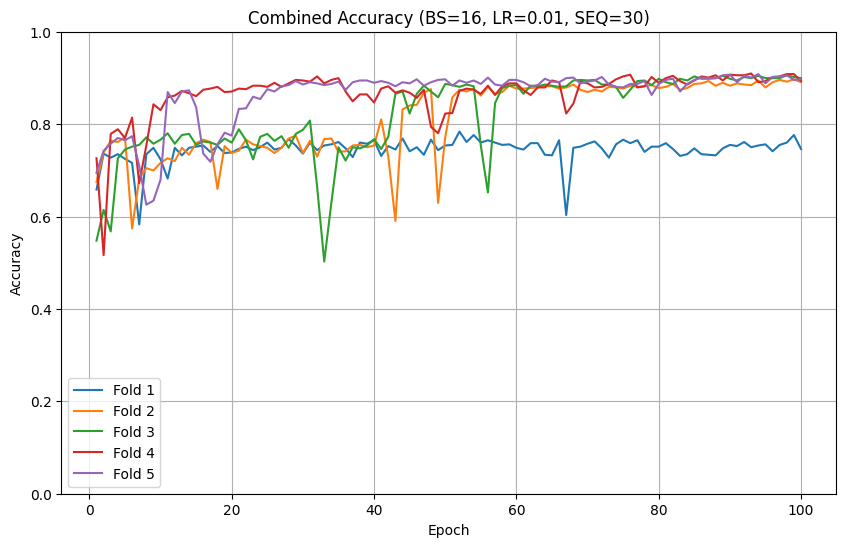 Combined Accuracy (BS=16, LR=0.01, SEQ=30)
1.0
0.8
0.6
0.4
0.2
0.0
Accuracy
Fold 1
Fold 2
Fold 3
Fold 4
Fold 5
0 20 40 60 80 100
Epoch